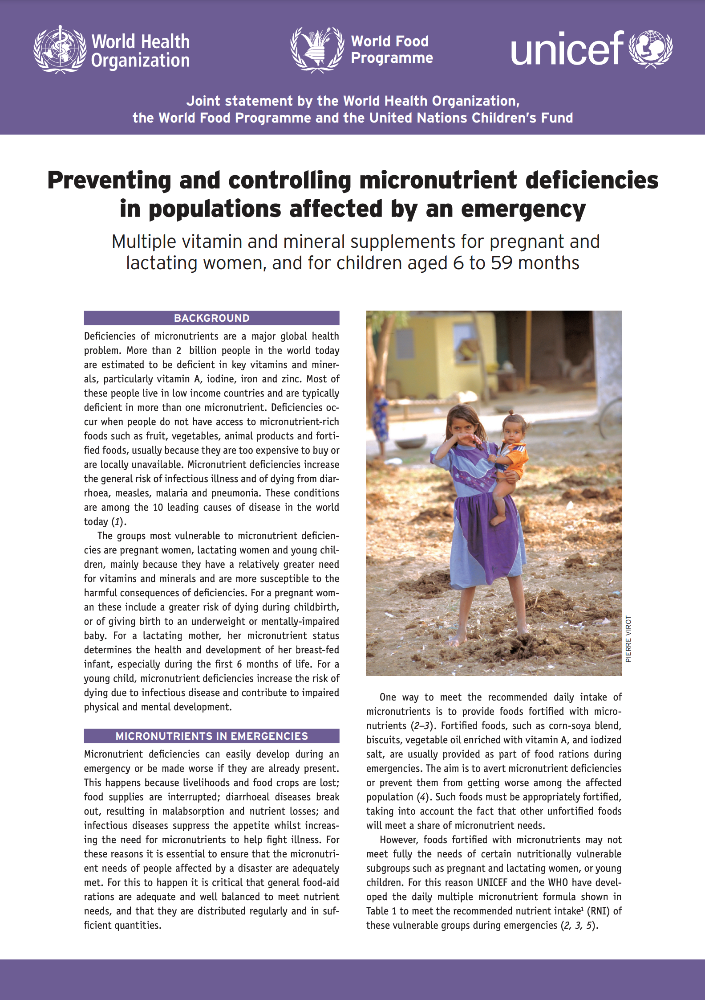 World Health
Organization
World Food
Programme
unicef
Joint statement by the World Health Organization,
the World Food Programme and the United Nations Children's Fund
Preventing and controlling micronutrient deficiencies
in populations affected by an emergency
Multiple vitamin and mineral supplements for pregnant and
lactating women, and for children aged 6 to 59 months
BACKGROUND
Deficiencies of micronutrients are a major global health
problem. More than 2 billion people in the world today
are estimated to be deficient in key vitamins and miner-
als, particularly vitamin A, iodine, iron and zinc. Most of
these people live in low income countries and are typically
deficient in more than one micronutrient. Deficiencies oc-
cur when people do not have access to micronutrient-rich
foods such as fruit, vegetables, animal products and forti-
fied foods, usually because they are too expensive to buy or
are locally unavailable. Micronutrient deficiencies increase
the general risk of infectious illness and of dying from diar-
rhoea, measles, malaria and pneumonia. These conditions
are among the 10 leading causes of disease in the world
today (1).
The groups most vulnerable to micronutrient deficien-
cies are pregnant women, lactating women and young chil-
dren, mainly because they have a relatively greater need
for vitamins and minerals and are more susceptible to the
harmful consequences of deficiencies. For a pregnant wom-
an these include a greater risk of dying during childbirth,
or of giving birth to an underweight or mentally-impaired
baby. For a lactating mother, her micronutrient status
determines the health and development of her breast-fed
infant, especially during the first 6 months of life. For a
young child, micronutrient deficiencies increase the risk of
dying due to infectious disease and contribute to impaired
physical and mental development.
MICRONUTRIENTS IN EMERGENCIES
Micronutrient deficiencies can easily develop during an
emergency or be made worse if they are already present.
This happens because livelihoods and food crops are lost;
food supplies are interrupted; diarrhoeal diseases break
out, resulting in malabsorption and nutrient losses; and
infectious diseases suppress the appetite whilst increas-
ing the need for micronutrients to help fight illness. For
these reasons it is essential to ensure that the micronutri-
ent needs of people affected by a disaster are adequately
met. For this to happen it is critical that general food-aid
rations are adequate and well balanced to meet nutrient
needs, and that they are distributed regularly and in suf-
ficient quantities.
PIERRE VIROT
One way to meet the recommended daily intake of
micronutrients is to provide foods fortified with micro-
nutrients (2–3). Fortified foods, such as corn-soya blend,
biscuits, vegetable oil enriched with vitamin A, and iodized
salt, are usually provided as part of food rations during
emergencies. The aim is to avert micronutrient deficiencies
or prevent them from getting worse among the affected
population (4). Such foods must be appropriately fortified,
taking into account the fact that other unfortified foods
will meet a share of micronutrient needs.
However, foods fortified with micronutrients may not
meet fully the needs of certain nutritionally vulnerable
subgroups such as pregnant and lactating women, or young
children. For this reason UNICEF and the WHO have devel-
oped the daily multiple micronutrient formula shown in
Table 1 to meet the recommended nutrient intake¹ (RNI) of
these vulnerable groups during emergencies (2, 3, 5).